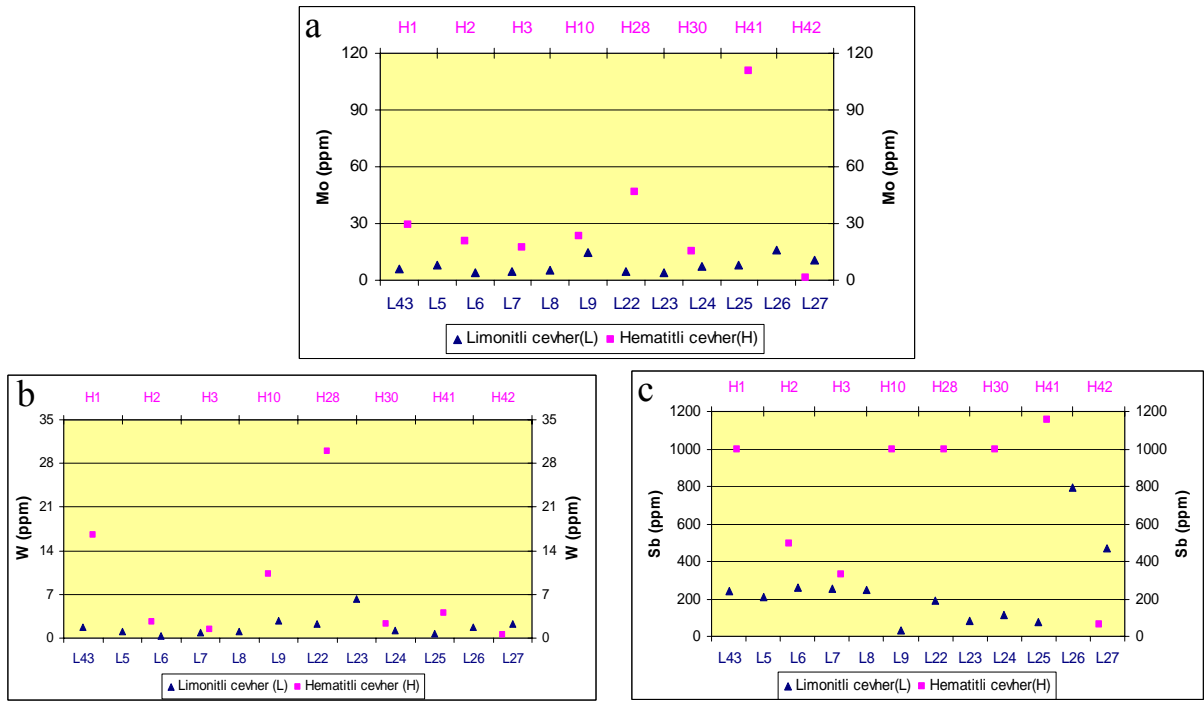 a
H1 H2 H3 H10 H28 H30 H41 H42
120 120
90 90
60 60
30 30
0 0
Mo (ppm) Mo (ppm)
L43 L5 L6 L7 L8 L9 L22 L23 L24 L25 L26 L27
Limonitli cevher(L) Hematitli cevher(H)
b
H1 H2 H3 H10 H28 H30 H41 H42
35 35
28 28
21 21
14 14
7 7
0 0
W (ppm) W (ppm)
L43 L5 L6 L7 L8 L9 L22 L23 L24 L25 L26 L27
Limonitli cevher (L) Hematitli cevher (H)
c
H1 H2 H3 H10 H28 H30 H41 H42
1200 1200
1000 1000
800 800
600 600
400 400
200 200
0 0
Sb (ppm) Sb (ppm)
L43 L5 L6 L7 L8 L9 L22 L23 L24 L25 L26 L27
Limonitli cevher(L) Hematitli cevher(H)